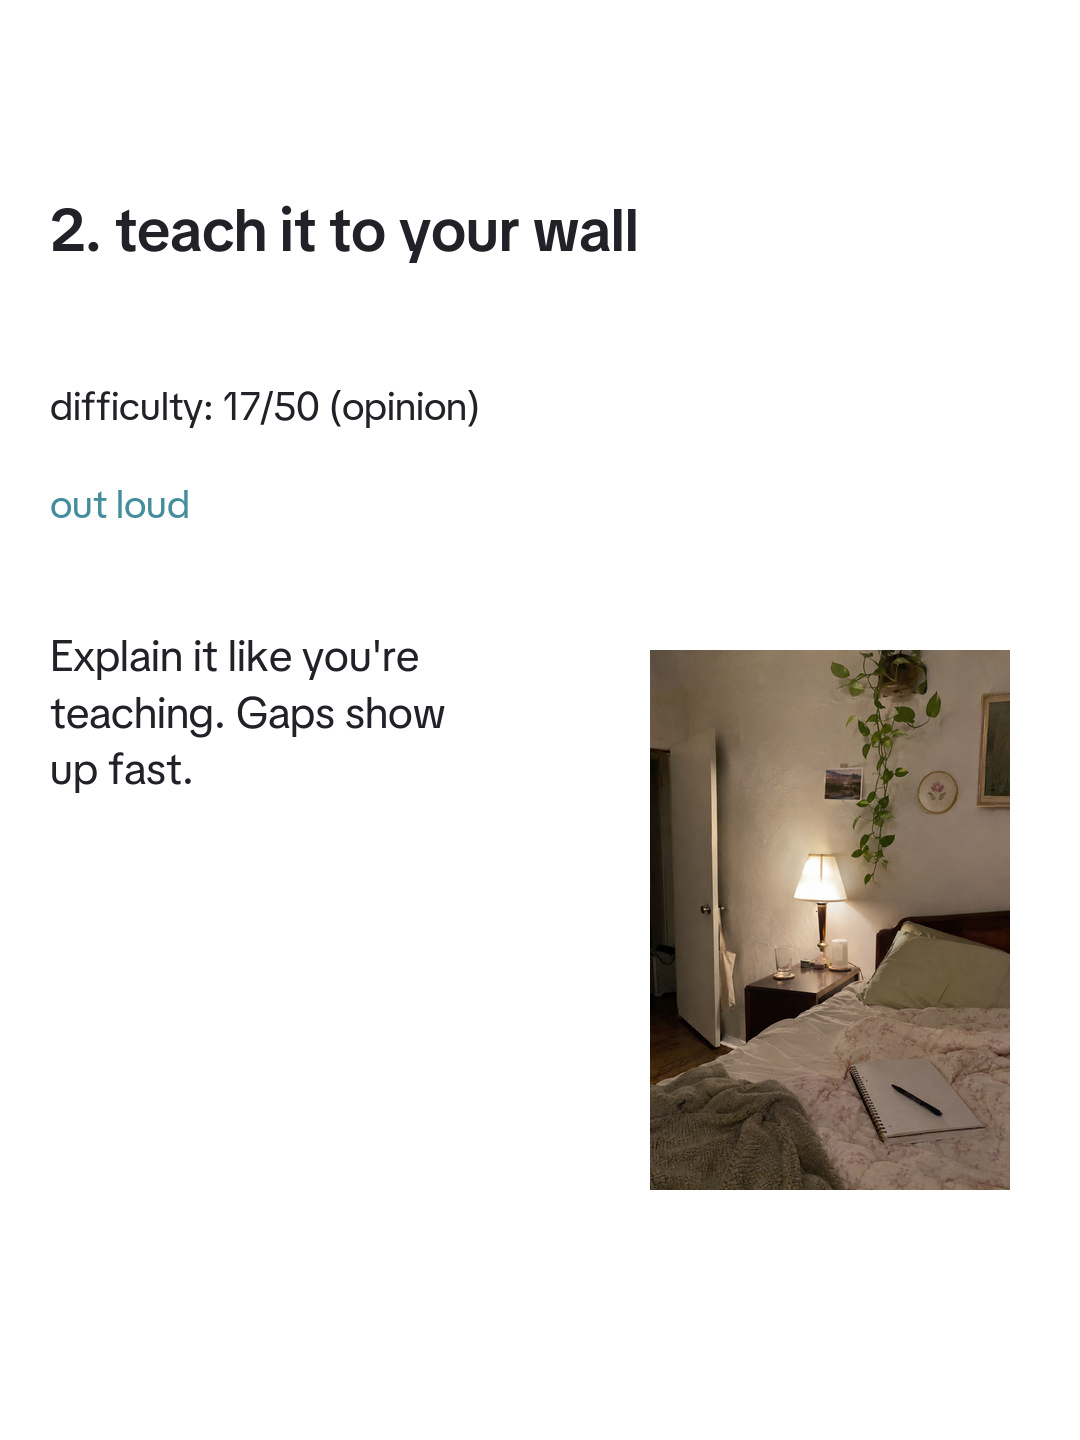 2. teach it to your wall
difficulty: 17/50 (opinion)
out loud
Explain it like you're
teaching. Gaps show
up fast.